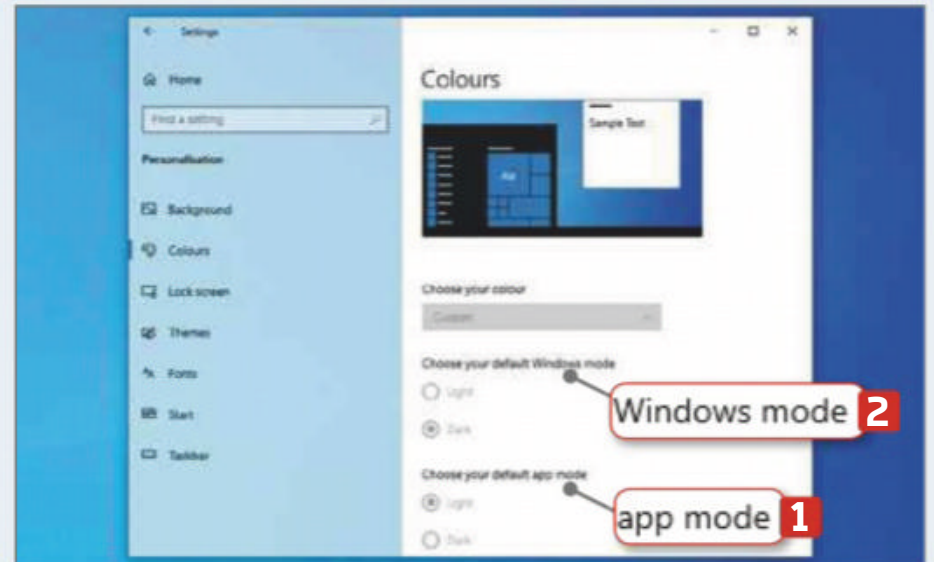 Settings
Home
Find a setting
Personalisation
Background
Colours
Lock screen
Themes
Fonts
Start
Taskbar
Colours
Sample Text
Aa
Choose your colour
Custom
Choose your default Windows mode
Light
Dark
Windows mode 2
Choose your default app mode
Light
Dark
app mode 1